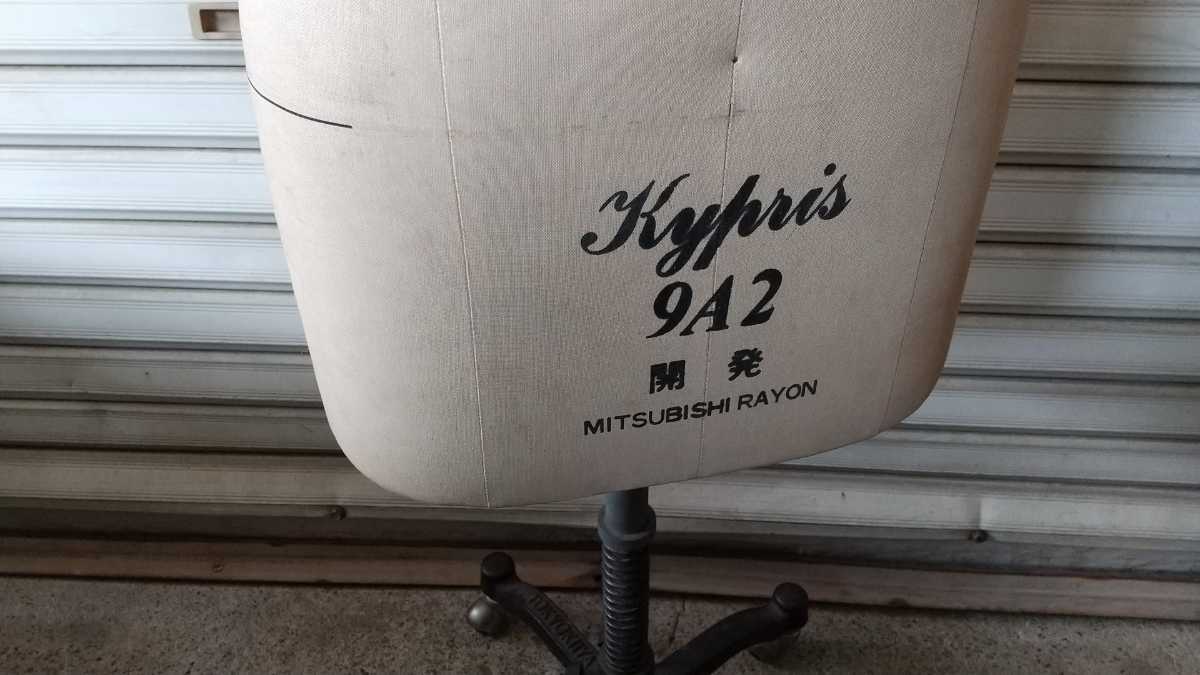 Kypris
9A2
開発
MITSUBISHI RAYON